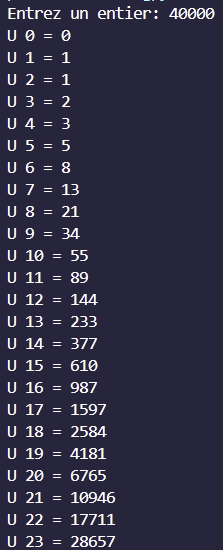 Entrez un entier: 40000
U 0 = 0
U 1 = 1
U 2 = 1
U 3 = 2
U 4 = 3
U 5 = 5
U 6 = 8
U 7 = 13
U 8 = 21
U 9 = 34
U 10 = 55
U 11 = 89
U 12 = 144
U 13 = 233
U 14 = 377
U 15 = 610
U 16 = 987
U 17 = 1597
U 18 = 2584
U 19 = 4181
U 20 = 6765
U 21 = 10946
U 22 = 17711
U 23 = 28657